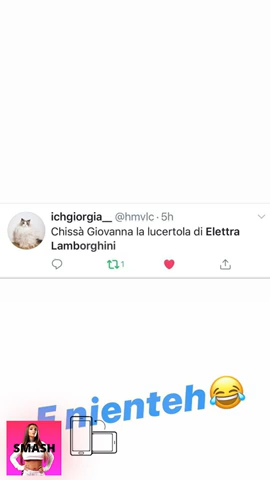 ichgiorgia__ @hmvlc · 5h
Chissà Giovanna la lucertola di Elettra
Lamborghini
1
E nienteh😂
SMASH